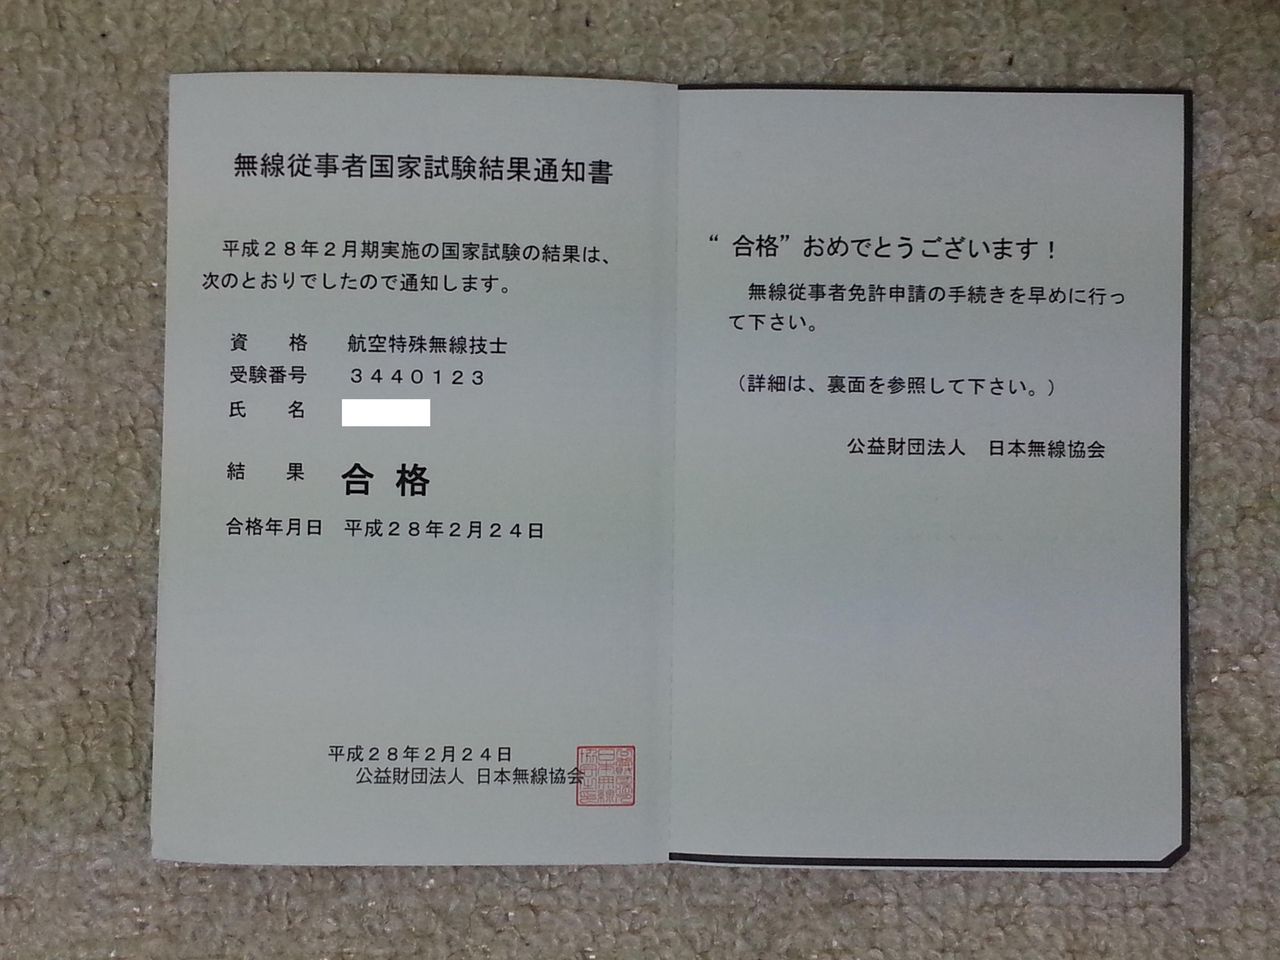 無線従事者国家試験結果通知書
平成２８年２月期実施の国家試験の結果は、
次のとおりでしたので通知します。
資　　格　航空特殊無線技士
受験番号　３４４０１２３
氏　　名
結　　果　合 格
合格年月日　平成２８年２月２４日
平成２８年２月２４日
公益財団法人 日本無線協会
“ 合格” おめでとうございます！
無線従事者免許申請の手続きを早めに行っ
て下さい。
（詳細は、裏面を参照して下さい。）
公益財団法人　日本無線協会